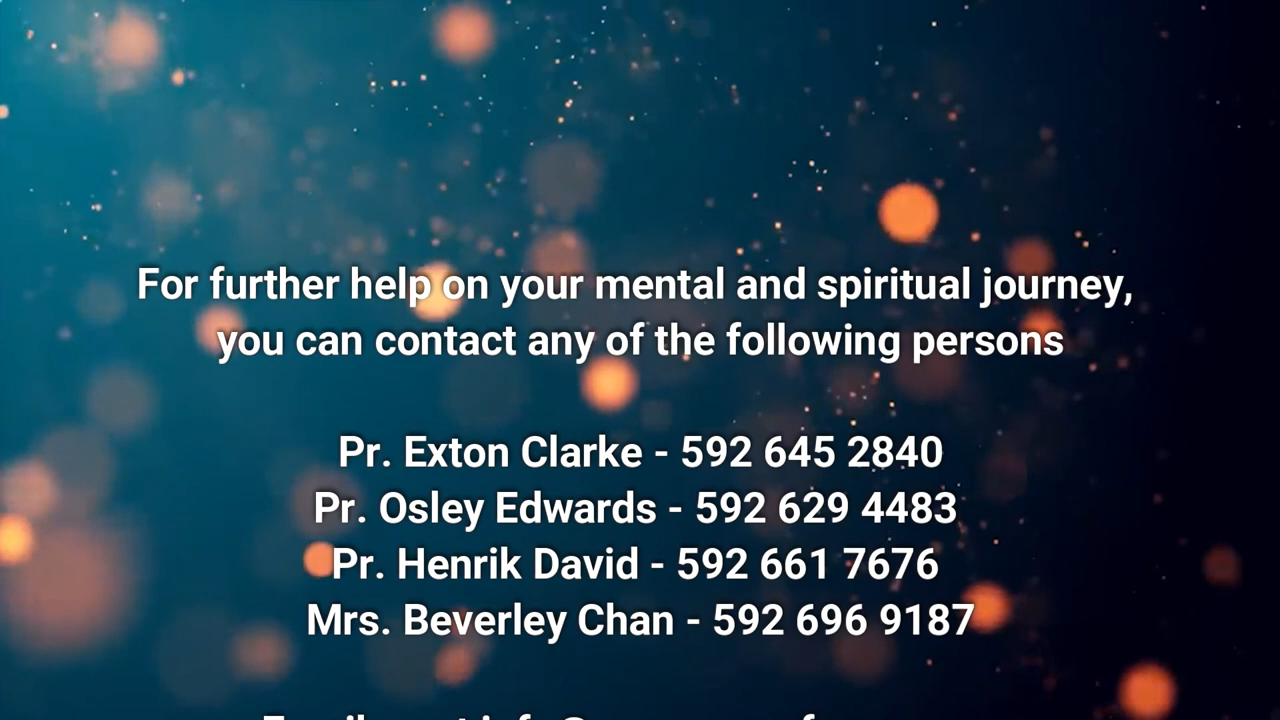 For further help on your mental and spiritual journey,
you can contact any of the following persons
Pr. Exton Clarke - 592 645 2840
Pr. Osley Edwards - 592 629 4483
Pr. Henrik David - 592 661 7676
Mrs. Beverley Chan - 592 696 9187